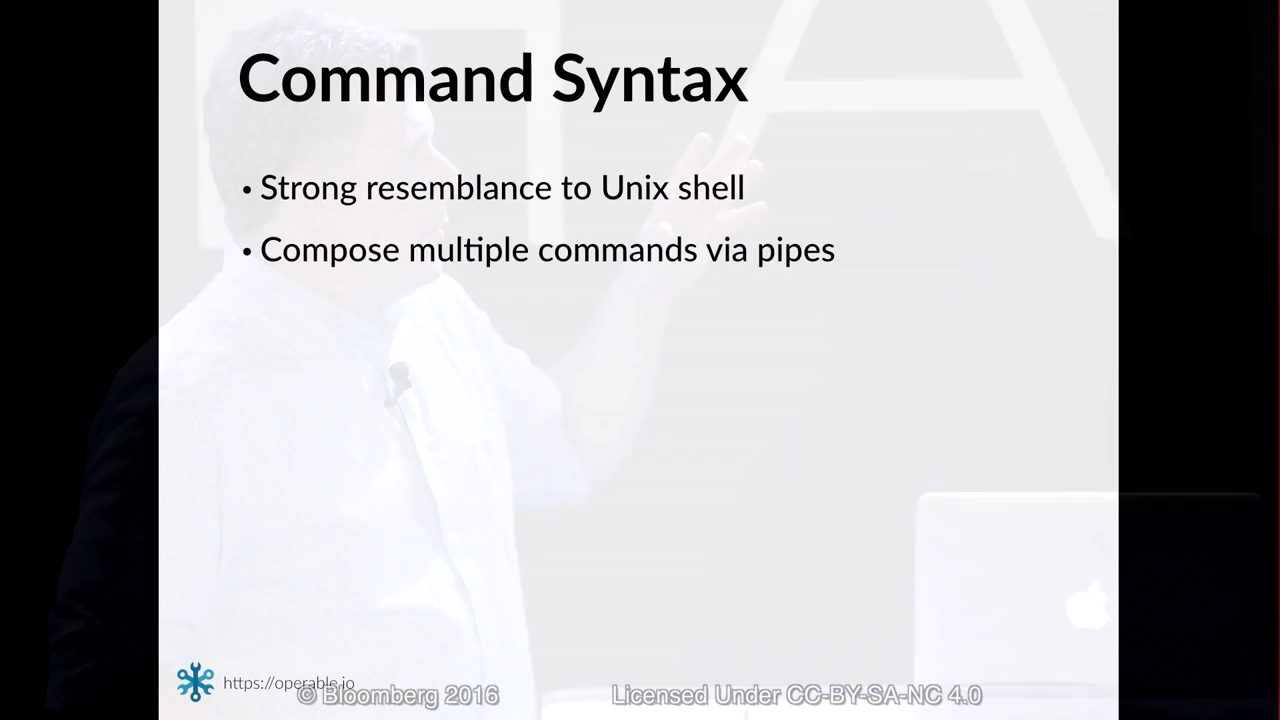 Command Syntax
• Strong resemblance to Unix shell
• Compose multiple commands via pipes
https://operable.io
© Bloomberg 2016 Licensed Under CC-BY-SA-NC 4.0